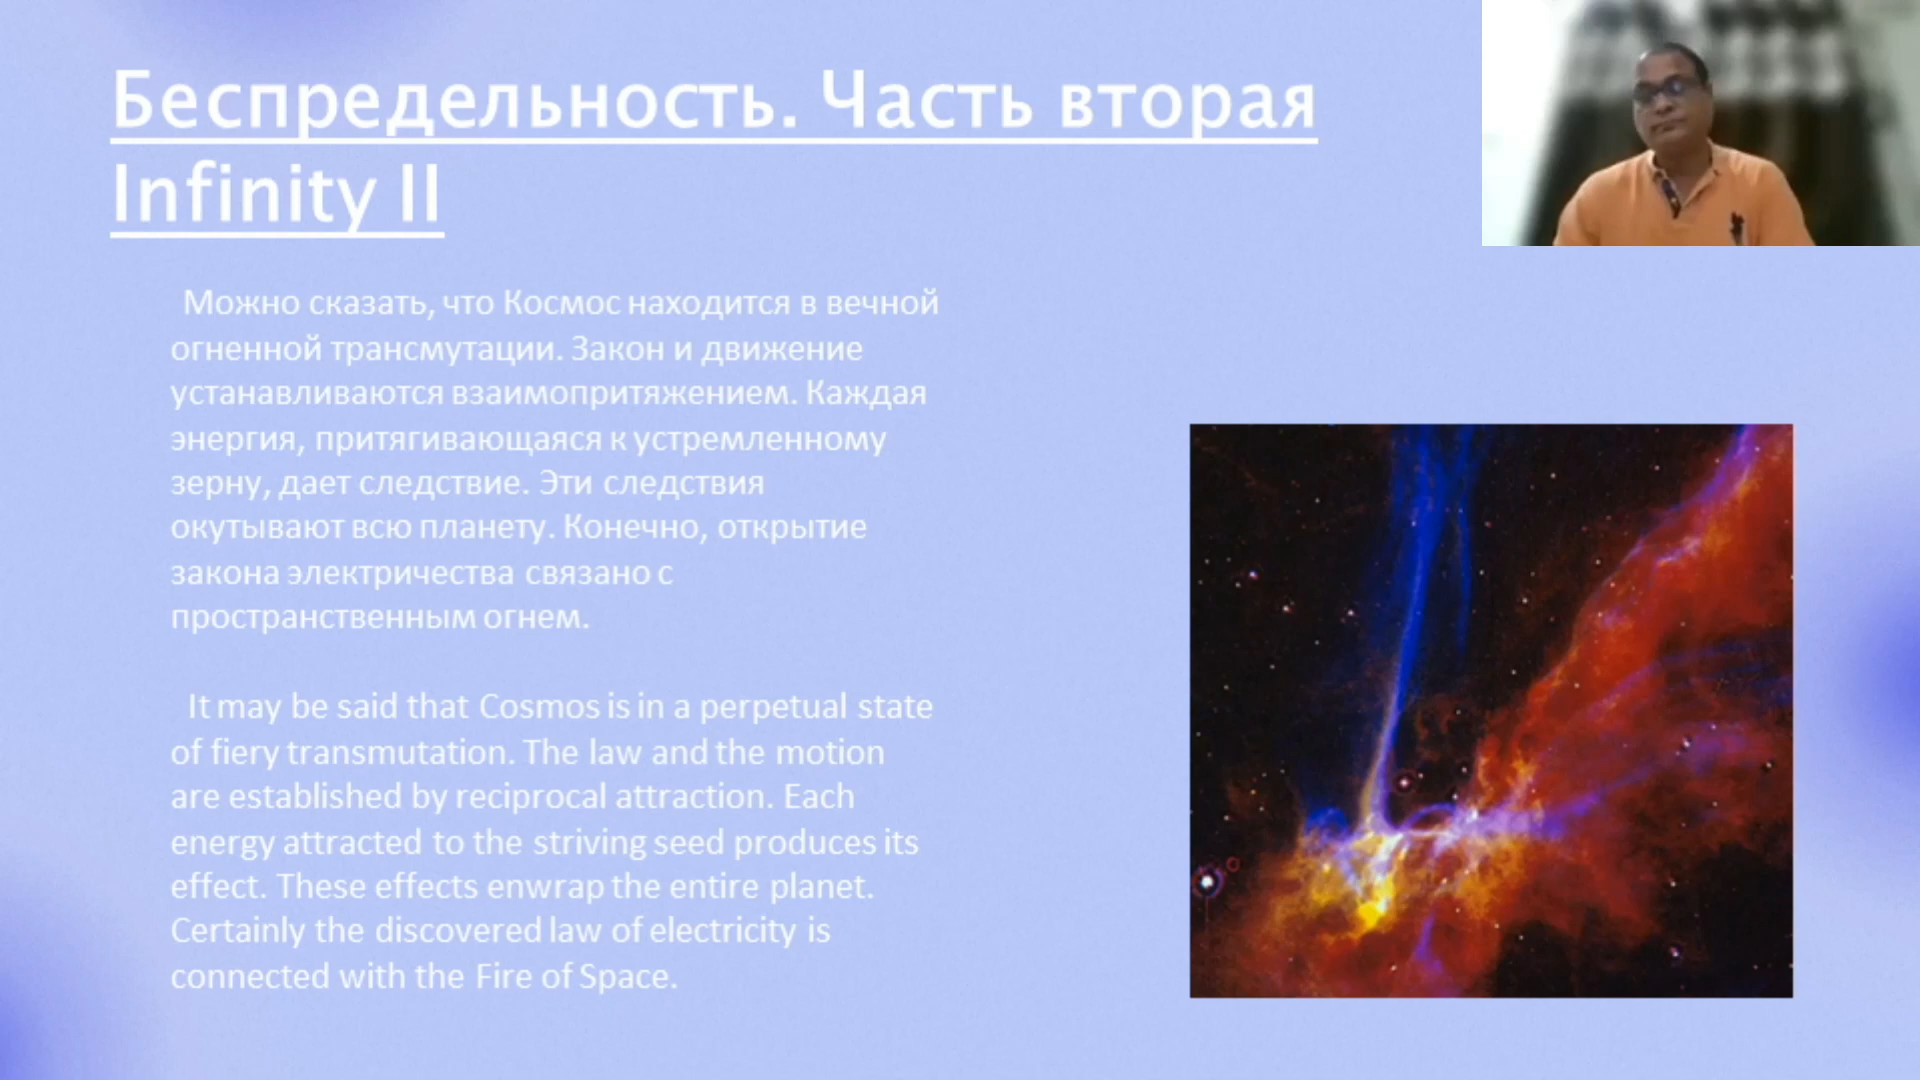 Беспредельность. Часть вторая
Infinity II
Можно сказать, что Космос находится в вечной
огненной трансмутации. Закон и движение
устанавливаются взаимопритяжением. Каждая
энергия, притягивающаяся к устремленному
зерну, дает следствие. Эти следствия
окутывают всю планету. Конечно, открытие
закона электричества связано с
пространственным огнем.
It may be said that Cosmos is in a perpetual state
of fiery transmutation. The law and the motion
are established by reciprocal attraction. Each
energy attracted to the striving seed produces its
effect. These effects enwrap the entire planet.
Certainly the discovered law of electricity is
connected with the Fire of Space.